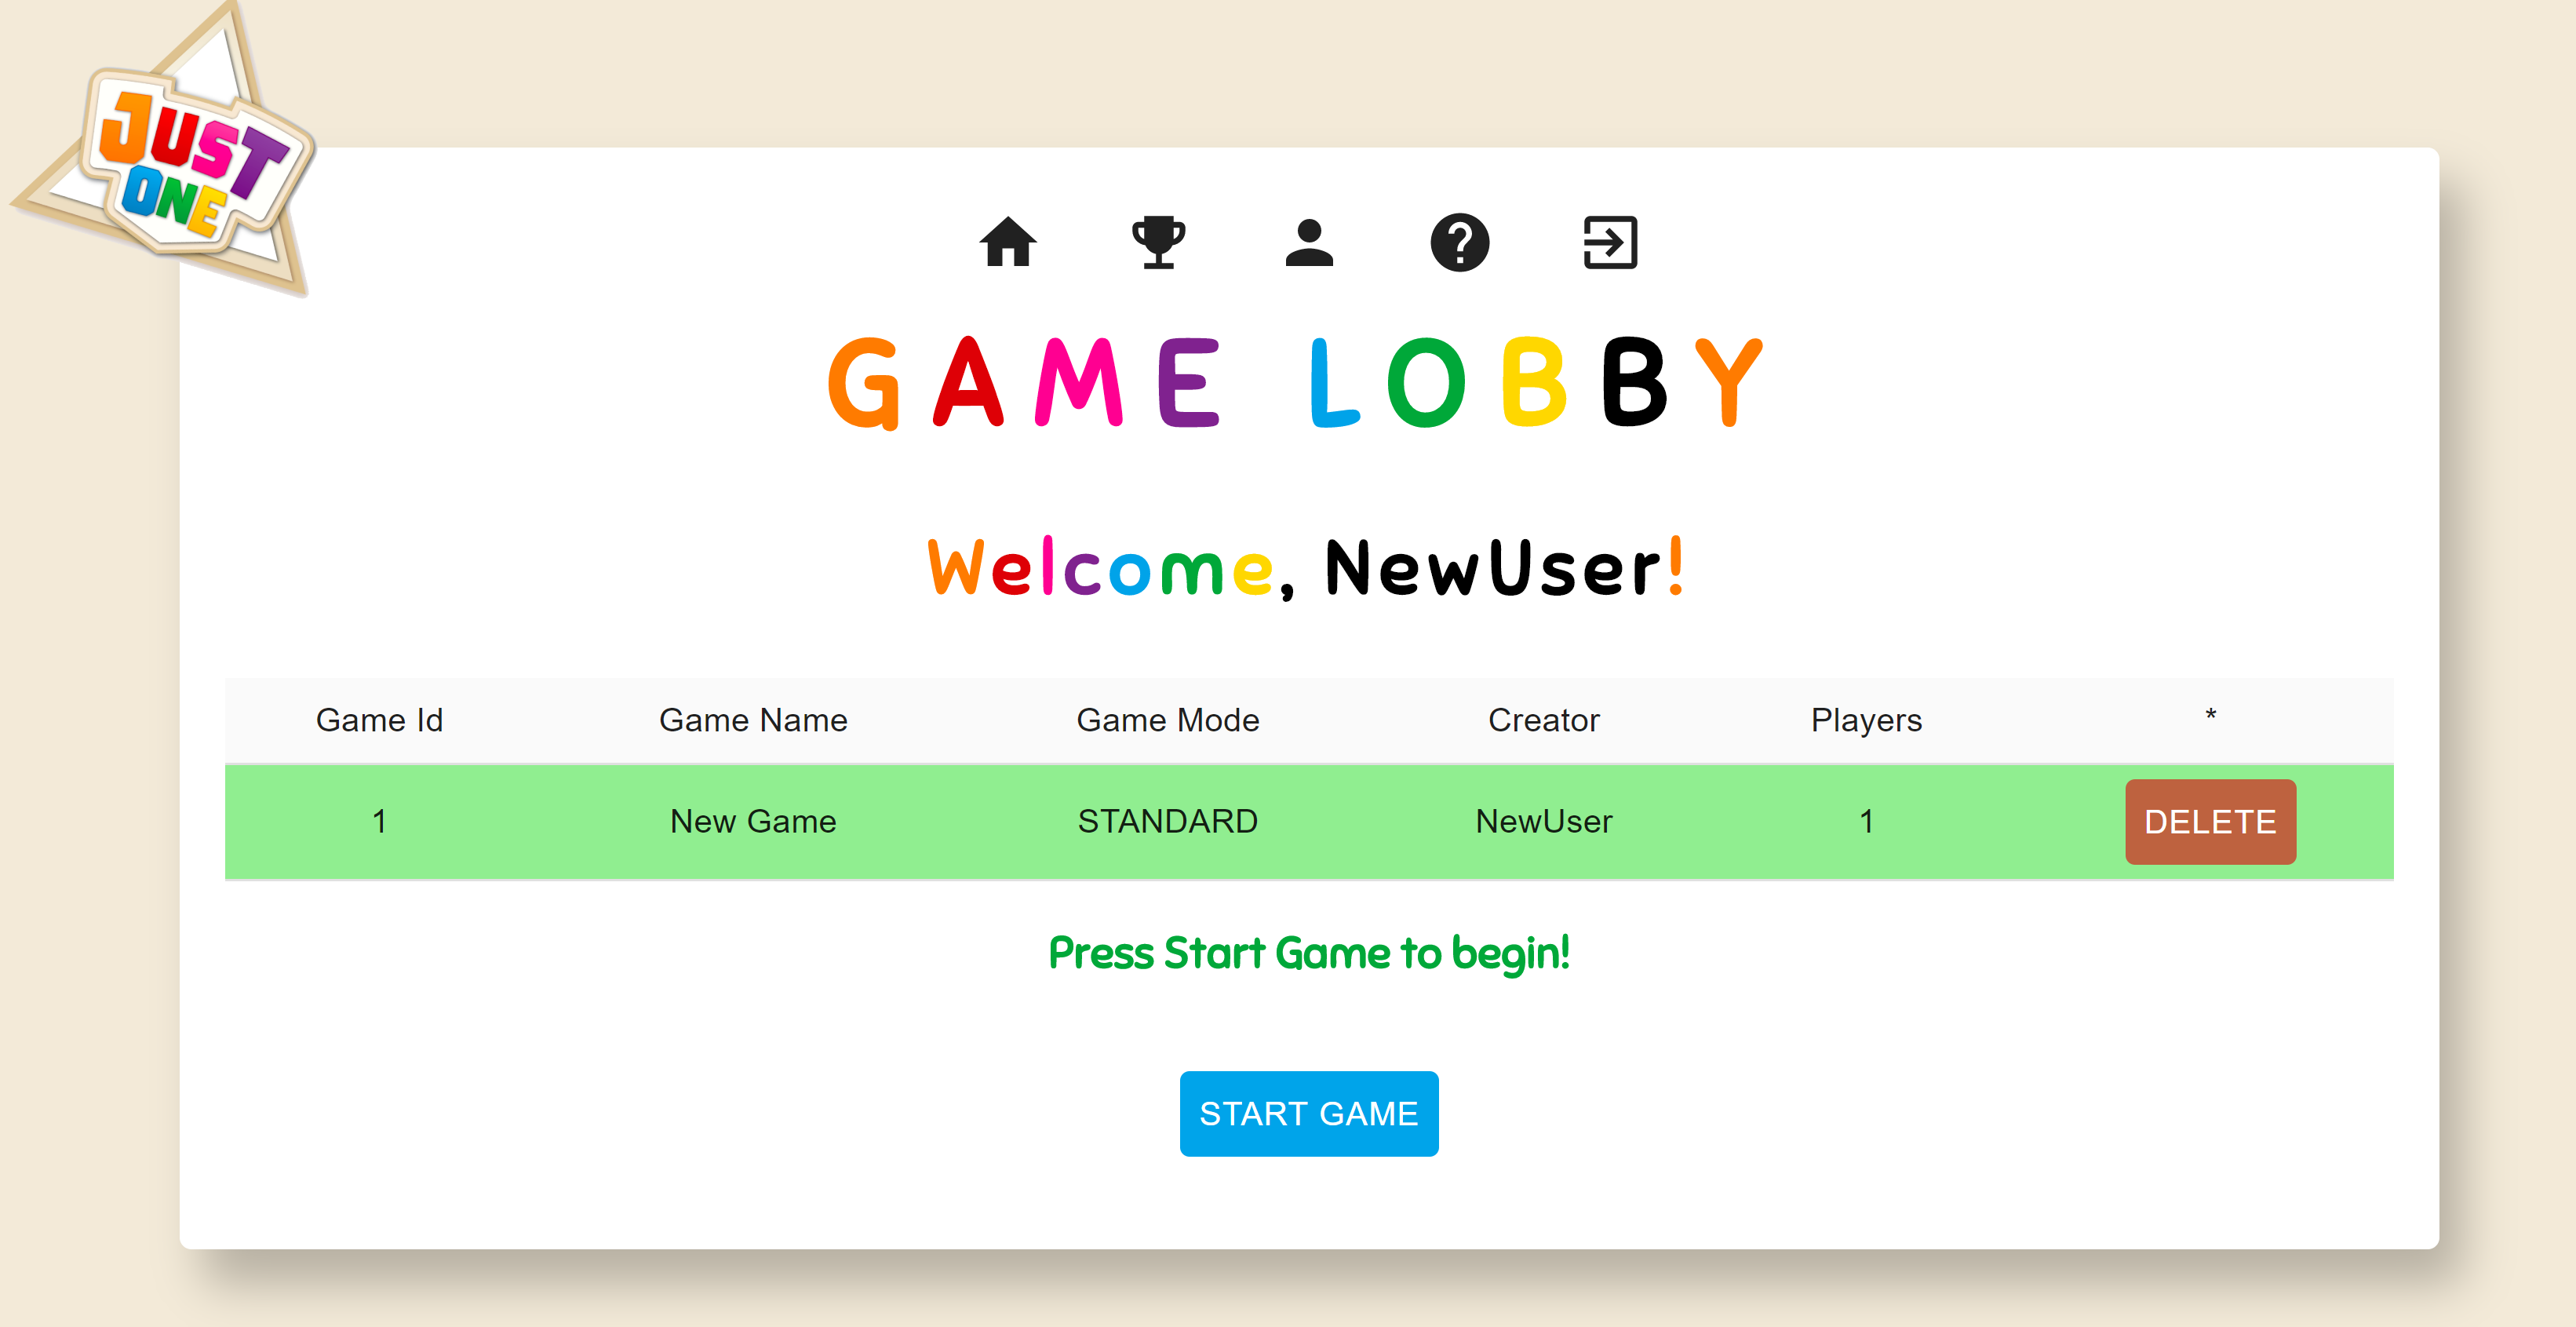 JUST
ONE
GAME LOBBY
Welcome, NewUser!
Game Id Game Name Game Mode Creator Players *
1 New Game STANDARD NewUser 1 DELETE
Press Start Game to begin!
START GAME